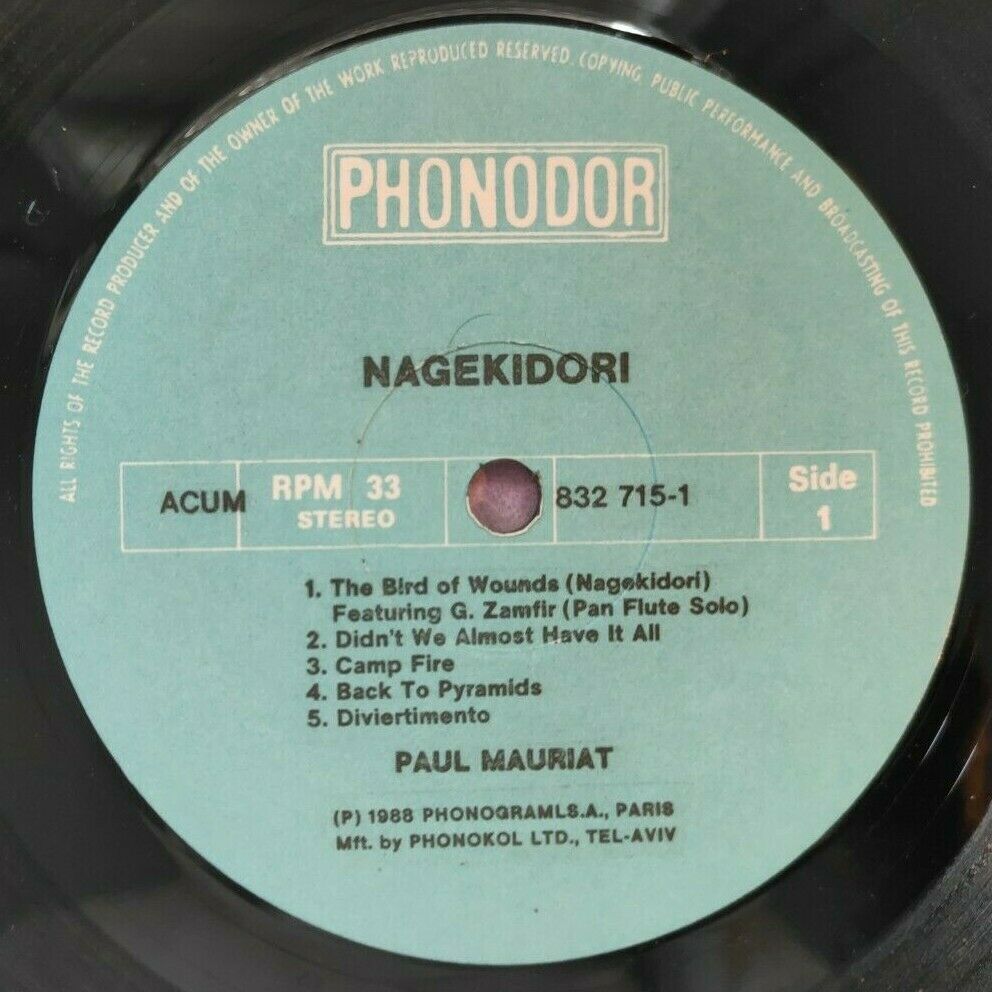 ALL RIGHTS OF THE RECORD PRODUCER AND OF THE OWNER OF THE WORK REPRODUCED RESERVED. COPYING, PUBLIC PERFORMANCE AND BROADCASTING OF THIS RECORD PROHIBITED
PHONODOR
NAGEKIDORI
ACUM
RPM 33
STEREO
832 715-1
Side
1
1. The Bird of Wounds (Nagekidori)
Featuring G. Zamfir (Pan Flute Solo)
2. Didn't We Almost Have It All
3. Camp Fire
4. Back To Pyramids
5. Diviertimento
PAUL MAURIAT
(P) 1988 PHONOGRAMLS.A., PARIS
Mft. by PHONOKOL LTD., TEL-AVIV